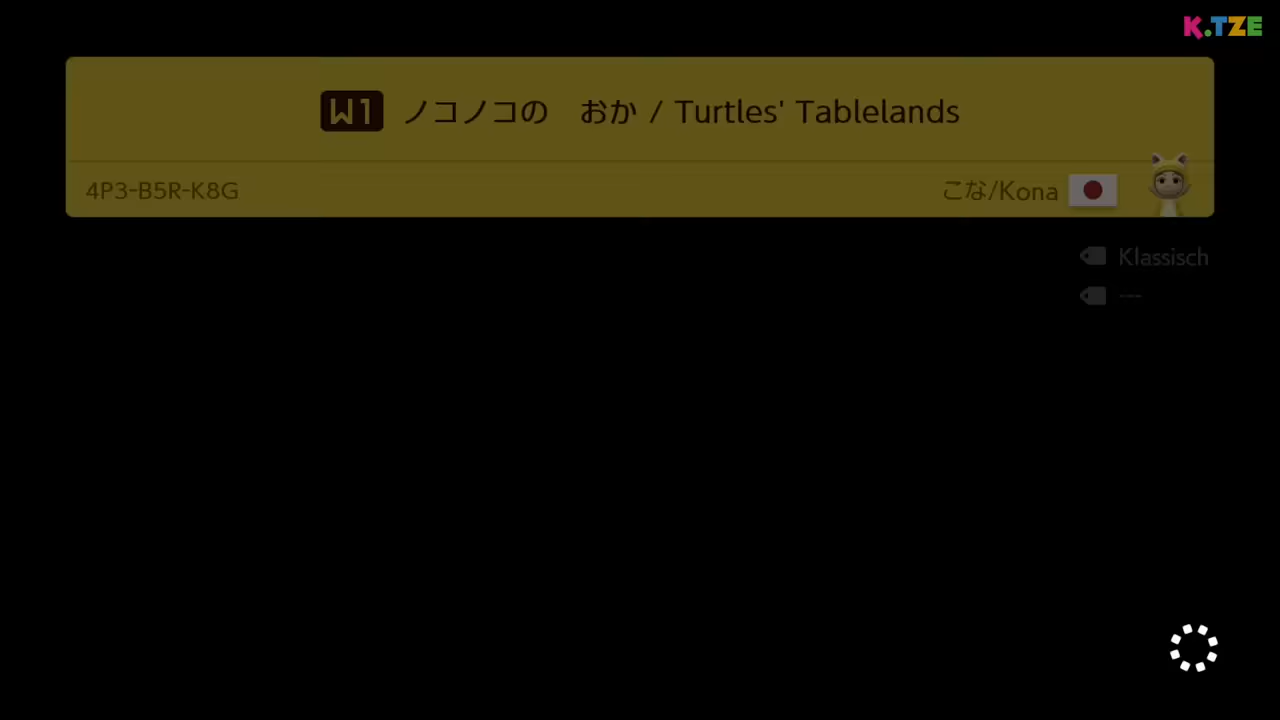 K.TZE
W1 ノコノコの　おか / Turtles' Tablelands
4P3-B5R-K8G
こな/Kona
Klassisch
---